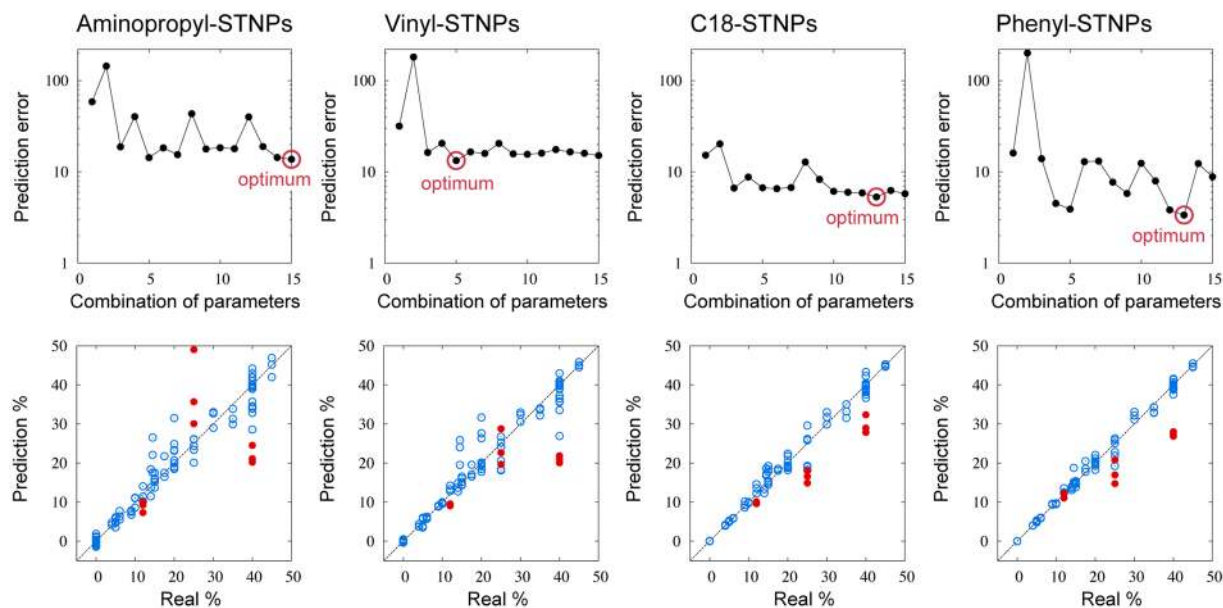 Aminopropyl-STNPs
Vinyl-STNPs
C18-STNPs
Phenyl-STNPs
Prediction error
100
10
1
optimum
0 5 10 15
Combination of parameters
Prediction error
100
10
1
optimum
0 5 10 15
Combination of parameters
Prediction error
100
10
1
optimum
0 5 10 15
Combination of parameters
Prediction error
100
10
1
optimum
0 5 10 15
Combination of parameters
Prediction %
50
40
30
20
10
0
0 10 20 30 40 50
Real %
Prediction %
50
40
30
20
10
0
0 10 20 30 40 50
Real %
Prediction %
50
40
30
20
10
0
0 10 20 30 40 50
Real %
Prediction %
50
40
30
20
10
0
0 10 20 30 40 50
Real %